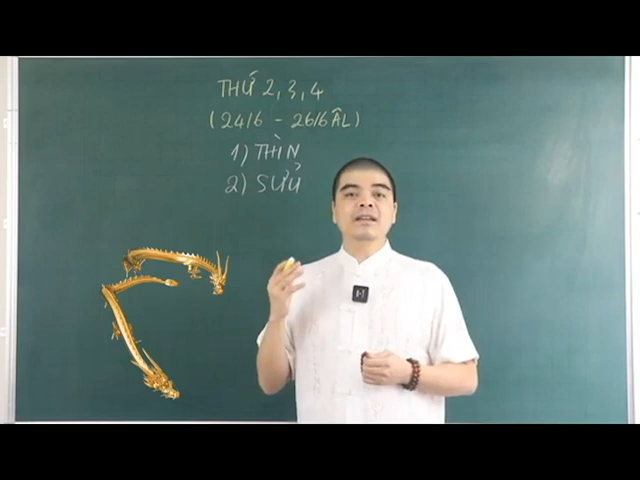 THỨ 2, 3, 4
(24/6 - 26/6 ÂL)
1) THÌN
2) SỬU